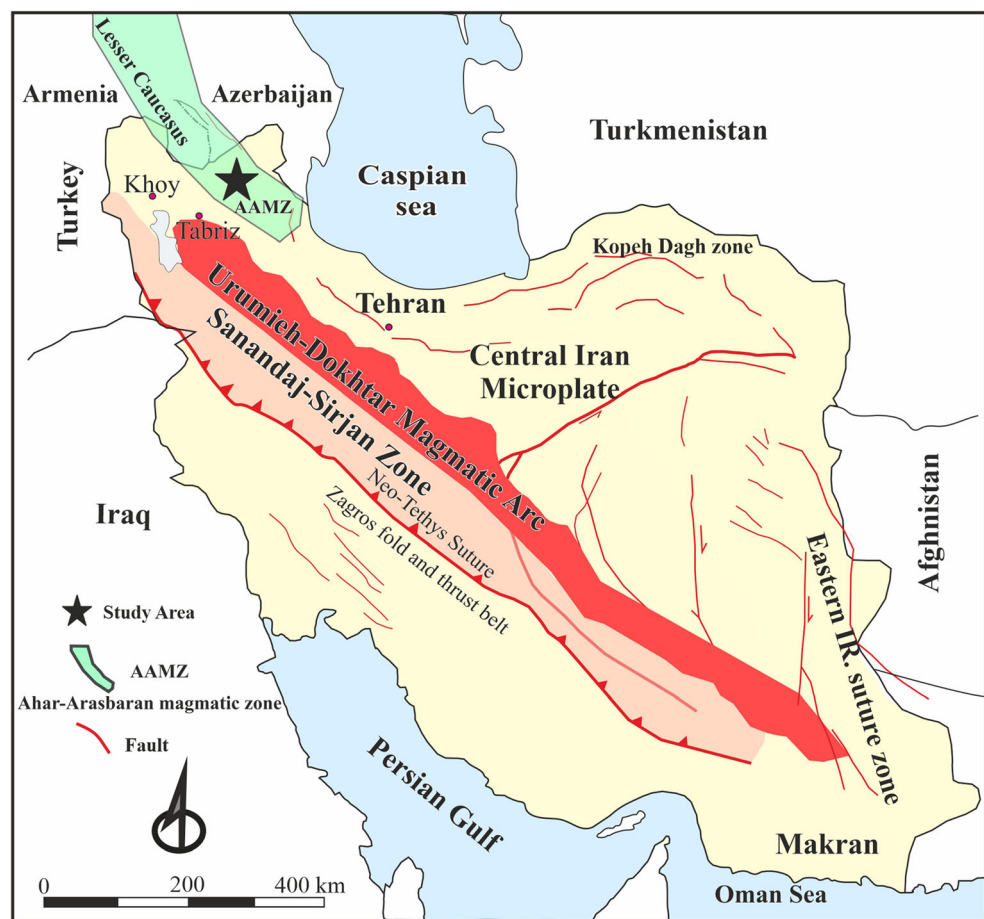 Lesser Caucasus
Armenia
Azerbaijan
Turkmenistan
Caspian
sea
Turkey
Khoy
AAMZ
Tabriz
Kopeh Dagh zone
Tehran
Urumieh-Dokhtar Magmatic Arc
Sanandaj-Sirjan Zone
Central Iran
Microplate
Neo-Tethys Suture
Zagros fold and thrust belt
Iraq
Afghnistan
Eastern IR. suture zone
Study Area
AAMZ
Ahar-Arasbaran magmatic zone
Fault
Persian Gulf
Makran
Oman Sea
0 200 400 km